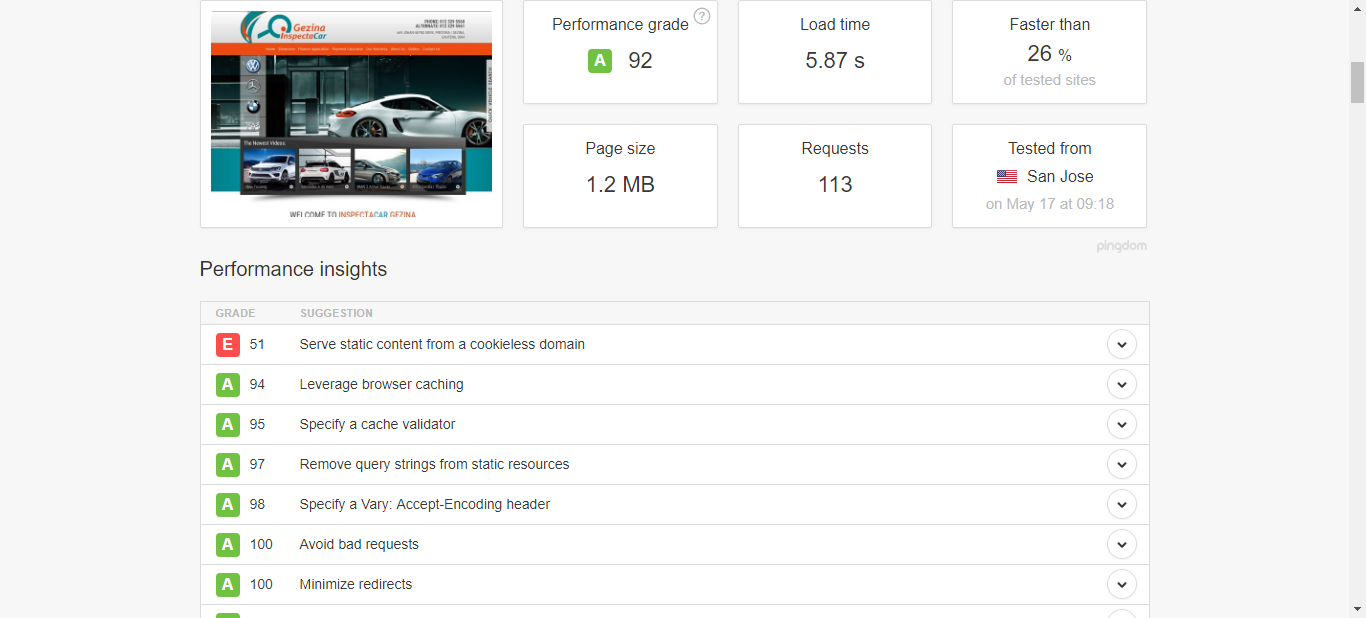 Gezina
InspectaCar
PHONE: 012 329 5560
WELCOME TO INSPECTACAR GEZINA
The Newest Videos:
Performance grade ?
A 92
Load time
5.87 s
Faster than
26 %
of tested sites
Page size
1.2 MB
Requests
113
Tested from
San Jose
on May 17 at 09:18
pingdom
Performance insights
GRADE SUGGESTION
E 51 Serve static content from a cookieless domain
A 94 Leverage browser caching
A 95 Specify a cache validator
A 97 Remove query strings from static resources
A 98 Specify a Vary: Accept-Encoding header
A 100 Avoid bad requests
A 100 Minimize redirects